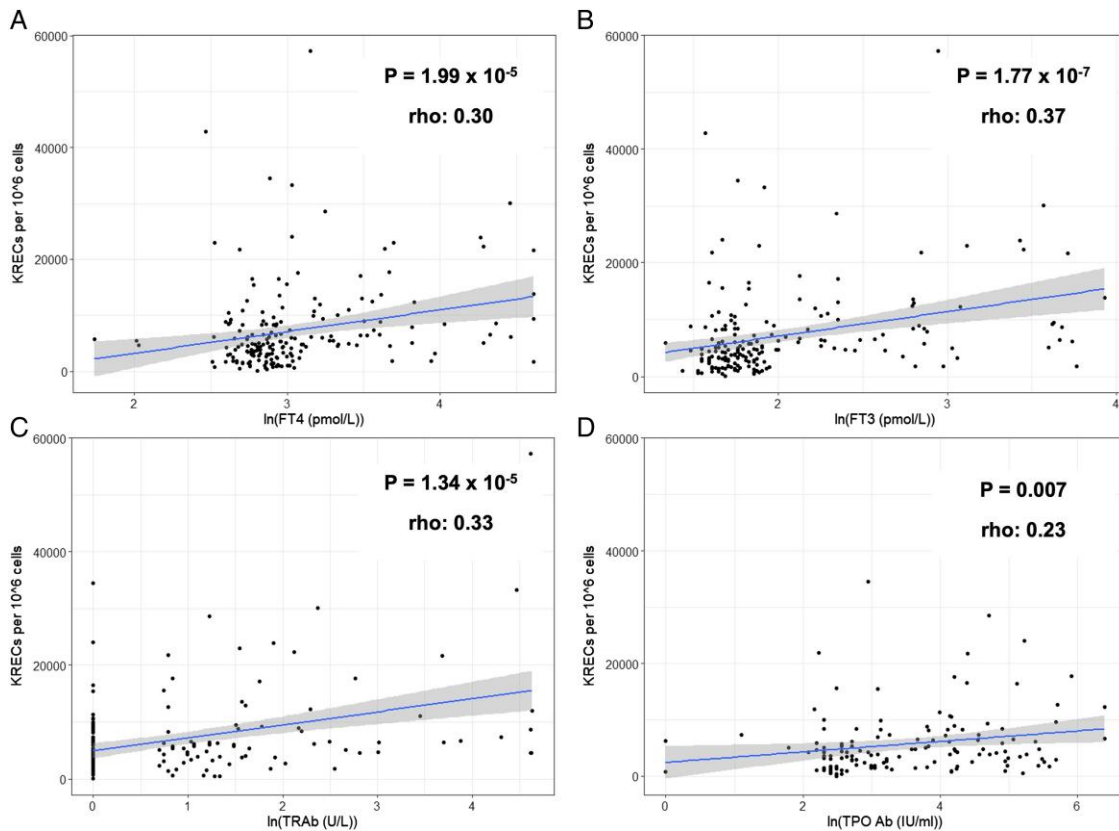 A
60000
40000
20000
0
KRECs per 10^6 cells
P = 1.99 x 10-5
rho: 0.30
2
3
4
ln(FT4 (pmol/L))
B
60000
40000
20000
0
KRECs per 10^6 cells
P = 1.77 x 10-7
rho: 0.37
2
3
4
ln(FT3 (pmol/L))
C
60000
40000
20000
0
KRECs per 10^6 cells
P = 1.34 x 10-5
rho: 0.33
0
1
2
3
4
ln(TRAb (U/L))
D
60000
40000
20000
0
KRECs per 10^6 cells
P = 0.007
rho: 0.23
0
2
4
6
ln(TPO Ab (IU/ml))